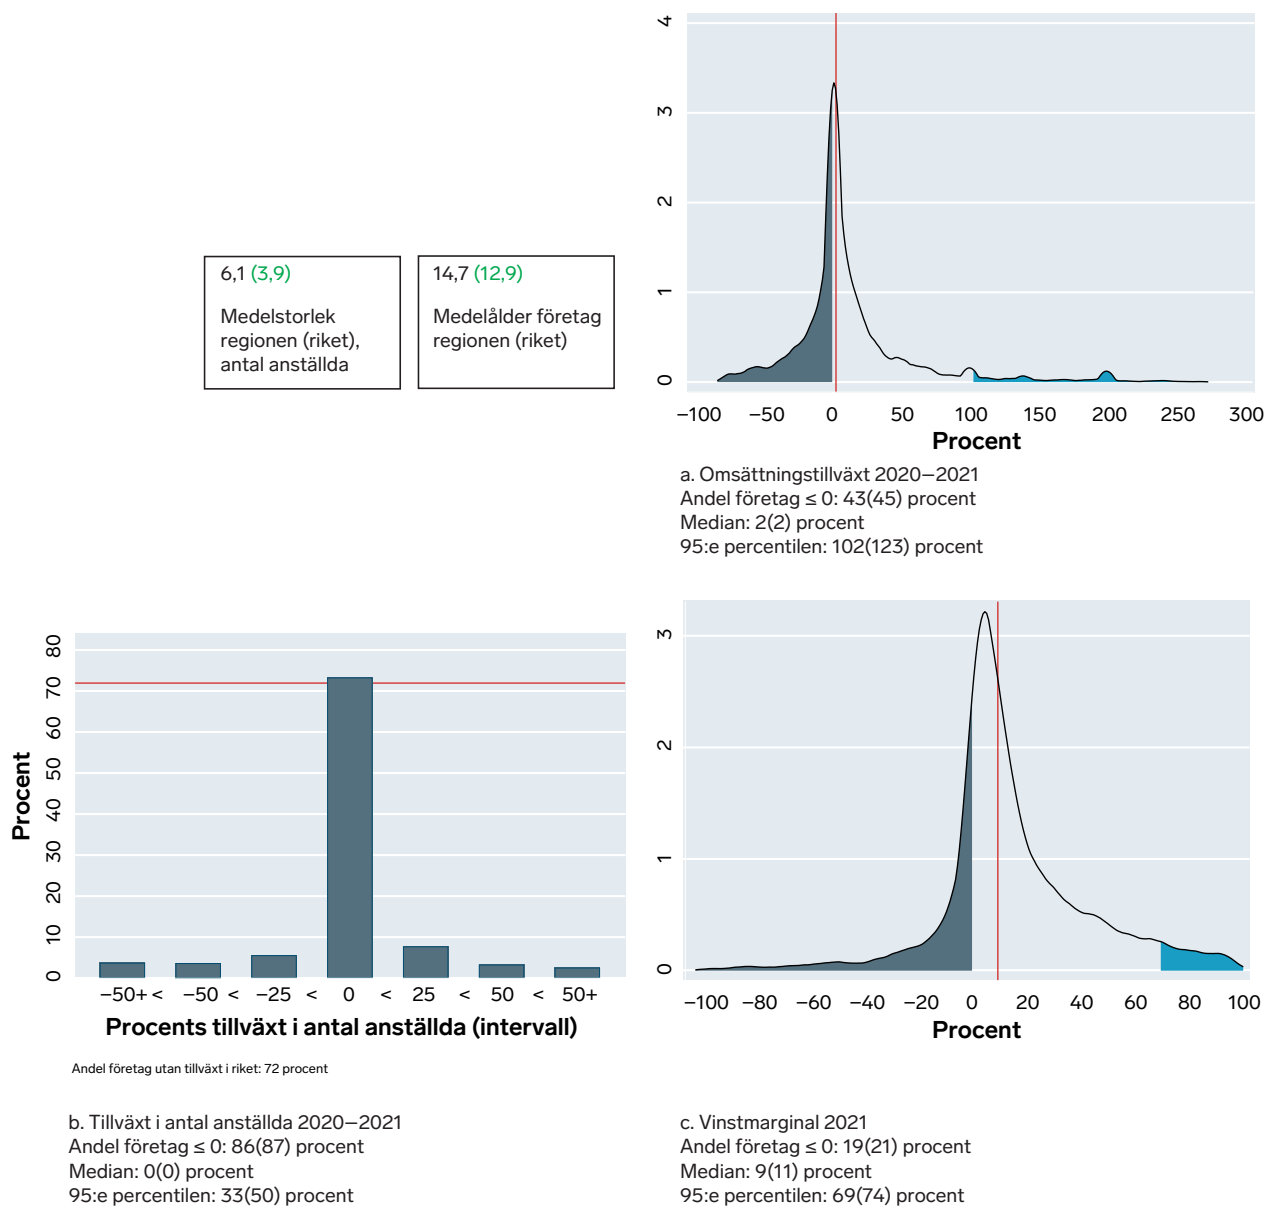 6,1 (3,9)
Medelstorlek
regionen (riket),
antal anställda
14,7 (12,9)
Medelålder företag
regionen (riket)
4
3
2
1
0
−100 −50 0 50 100 150 200 250 300
Procent
a. Omsättningstillväxt 2020–2021
Andel företag ≤ 0: 43(45) procent
Median: 2(2) procent
95:e percentilen: 102(123) procent
Procent
80
70
60
50
40
30
20
10
0
−50+ < −50 < −25 < 0 < 25 < 50 < 50+
Procents tillväxt i antal anställda (intervall)
Andel företag utan tillväxt i riket: 72 procent
b. Tillväxt i antal anställda 2020–2021
Andel företag ≤ 0: 86(87) procent
Median: 0(0) procent
95:e percentilen: 33(50) procent
3
2
1
0
−100 −80 −60 −40 −20 0 20 40 60 80 100
Procent
c. Vinstmarginal 2021
Andel företag ≤ 0: 19(21) procent
Median: 9(11) procent
95:e percentilen: 69(74) procent